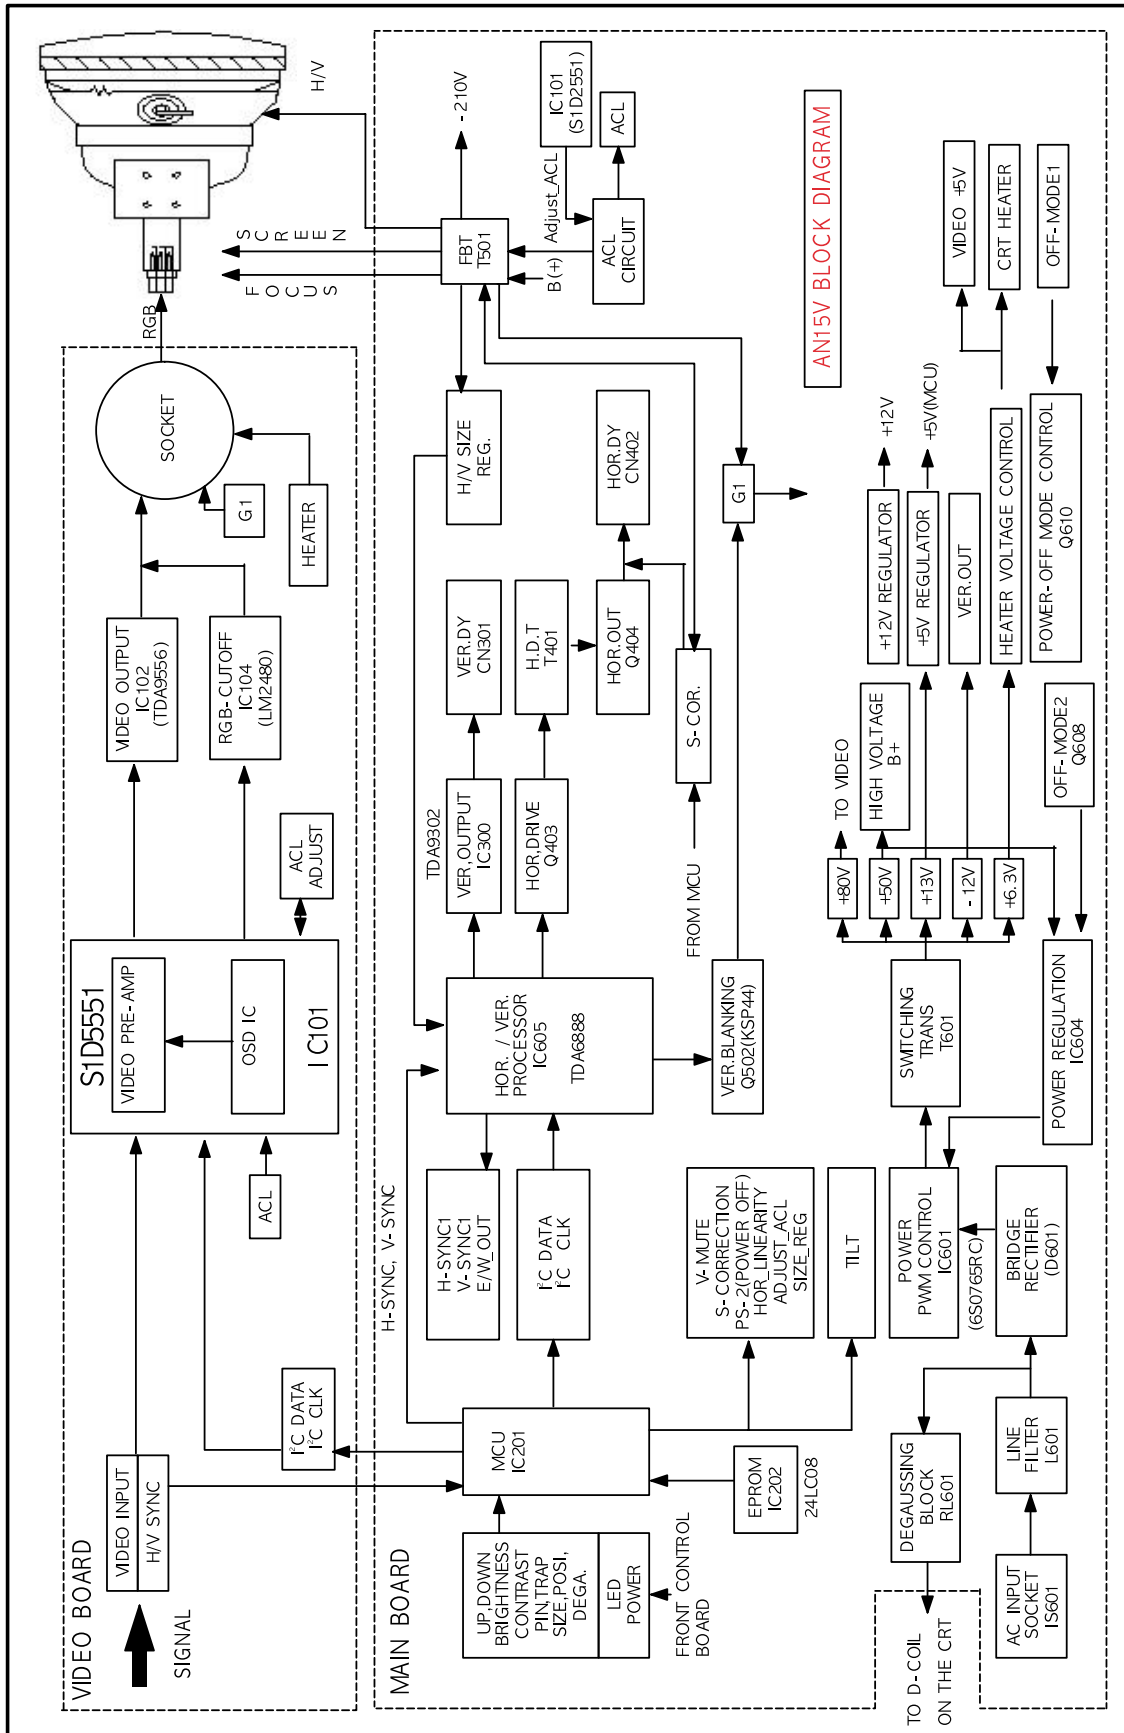 VIDEO BOARD
SIGNAL
VIDEO INPUT
H/V SYNC
I²C DATA
I²C CLK
ACL
S1D5551
VIDEO PRE-AMP
OSD IC
IC101
ACL
ADJUST
VIDEO OUTPUT
IC102
(TDA9556)
RGB-CUTOFF
IC104
(LM2480)
HEATER
G1
SOCKET
RGB
FOCUS
SCREEN
H/V
MAIN BOARD
UP,DOWN
BRIGHTNESS
CONTRAST
PIN,TRAP
SIZE,POSI,
DEGA.
LED
POWER
FRONT CONTROL
BOARD
MCU
IC201
EPROM
IC202
24LC08
H-SYNC, V-SYNC
H-SYNC1
V-SYNC1
E/W_OUT
I²C DATA
I²C CLK
V-MUTE
S-CORRECTION
PS-2(POWER OFF)
HOR_LINEARITY
ADJUST_ACL
SIZE_REG
TILT
HOR. / VER.
PROCESSOR
IC605
TDA6888
VER.BLANKING
Q502(KSP44)
FROM MCU
TDA9302
VER,OUTPUT
IC300
HOR,DRIVE
Q403
VER.DY
CN301
H.D.T
T401
HOR.OUT
Q404
S-COR.
H/V SIZE
REG.
HOR.DY
CN402
G1
FBT
T501
-210V
B(+)
Adjust_ACL
ACL
CIRCUIT
IC101
(S1D2551)
ACL
AN15V BLOCK DIAGRAM
TO D-COIL
ON THE CRT
AC INPUT
SOCKET
IS601
DEGAUSSING
BLOCK
RL601
LINE
FILTER
L601
BRIDGE
RECTIFIER
(D601)
POWER
PWM CONTROL
IC601
(6S0765RC)
SWITCHING
TRANS
T601
POWER REGULATION
IC604
+80V
+50V
+13V
-12V
+6.3V
TO VIDEO
HIGH VOLTAGE
B+
OFF-MODE2
Q608
+12V REGULATOR
+5V REGULATOR
VER.OUT
HEATER VOLTAGE CONTROL
POWER-OFF MODE CONTROL
Q610
+12V
+5V(MCU)
VIDEO +5V
CRT HEATER
OFF-MODE1